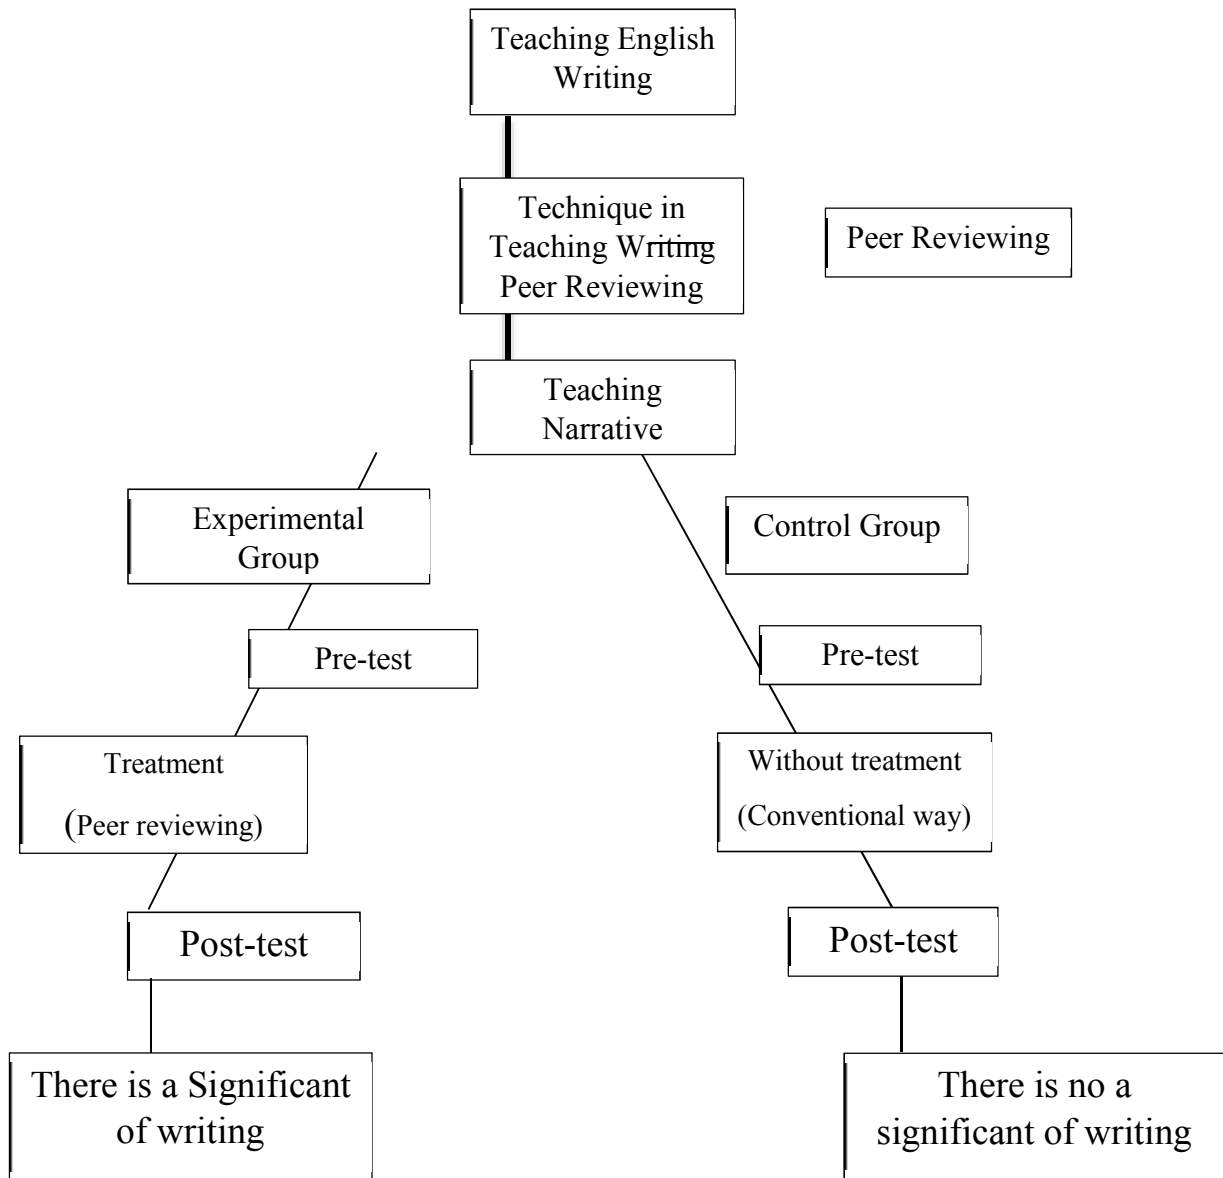 Teaching English
Writing
Technique in
Teaching Writing
Peer Reviewing
Peer Reviewing
Teaching
Narrative
Experimental
Group
Control Group
Pre-test
Pre-test
Treatment
(Peer reviewing)
Without treatment
(Conventional way)
Post-test
Post-test
There is a Significant
of writing
There is no a
significant of writing